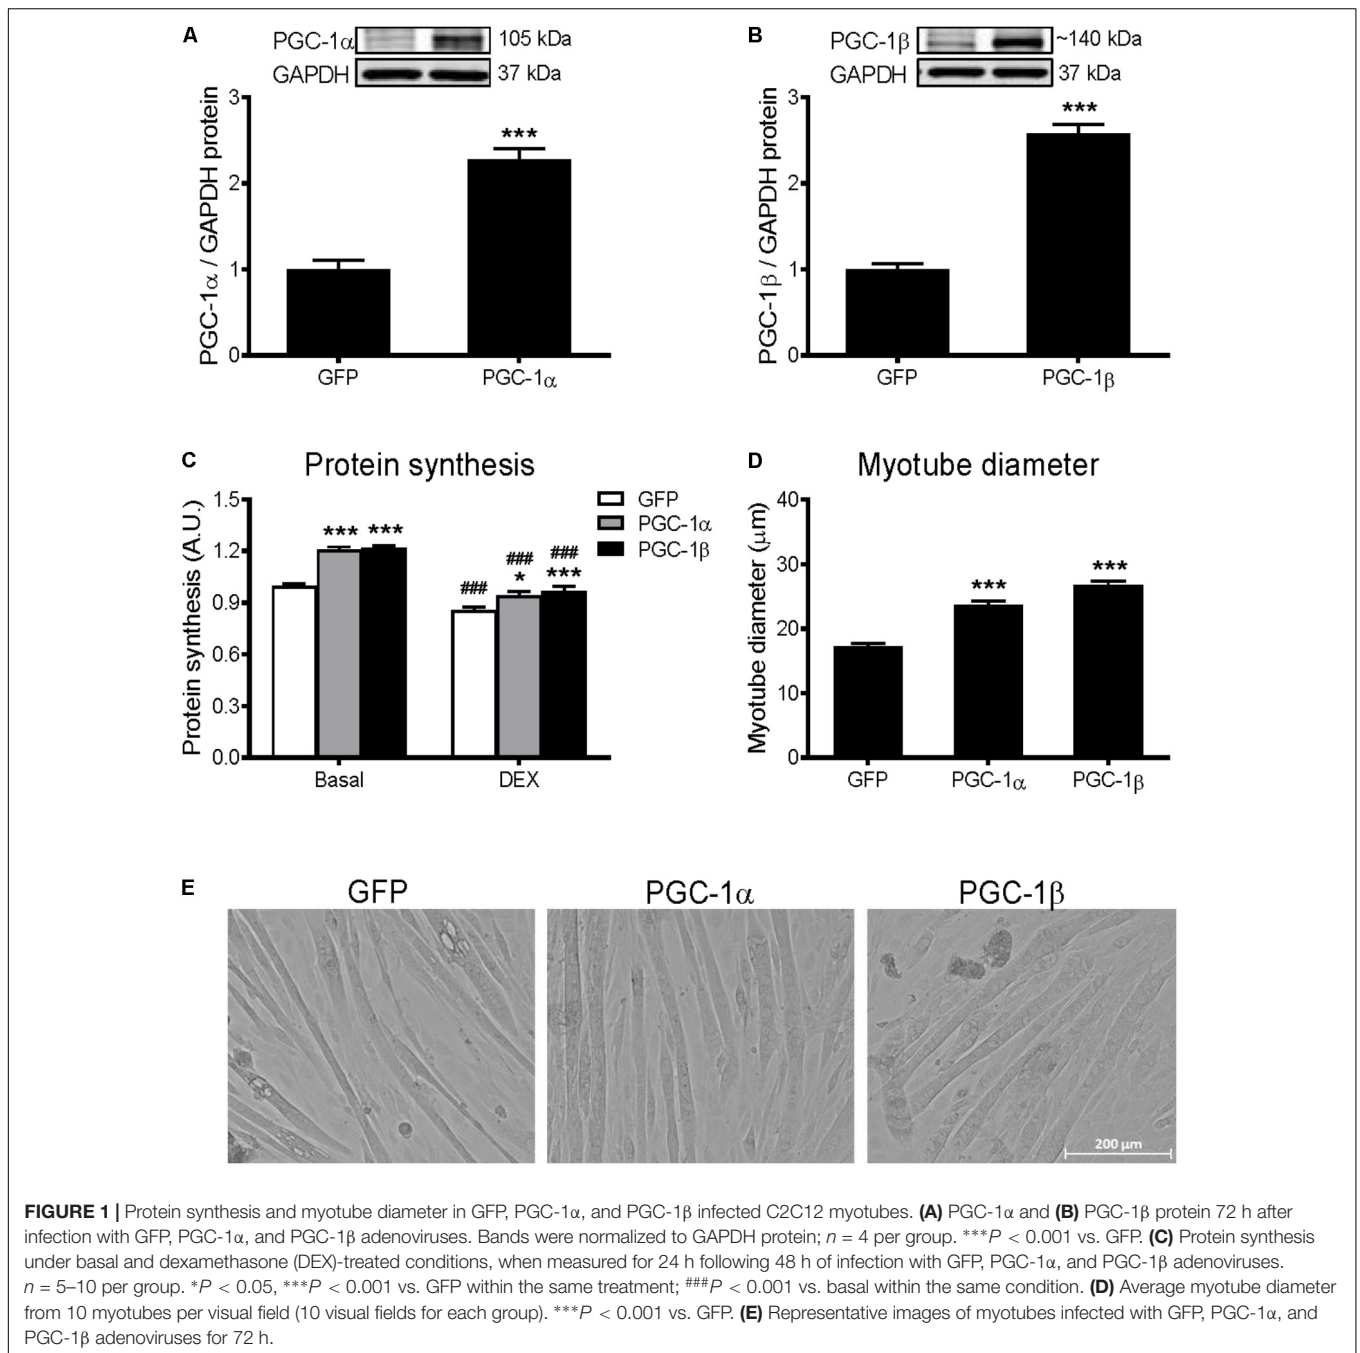 A
PGC-1α
105 kDa
GAPDH
37 kDa
PGC-1α / GAPDH protein
3
2
1
0
***
GFP
PGC-1α
B
PGC-1β
~140 kDa
GAPDH
37 kDa
PGC-1β / GAPDH protein
3
2
1
0
***
GFP
PGC-1β
C
Protein synthesis
Protein synthesis (A.U.)
1.5
1.2
0.9
0.6
0.3
0.0
*** ***
###
###
*
###
***
Basal
DEX
GFP
PGC-1α
PGC-1β
D
Myotube diameter
Myotube diameter (μm)
40
30
20
10
0
***
***
GFP
PGC-1α
PGC-1β
E
GFP
PGC-1α
PGC-1β
200 μm
FIGURE 1 | Protein synthesis and myotube diameter in GFP, PGC-1α, and PGC-1β infected C2C12 myotubes. (A) PGC-1α and (B) PGC-1β protein 72 h after
infection with GFP, PGC-1α, and PGC-1β adenoviruses. Bands were normalized to GAPDH protein; n = 4 per group. ***P < 0.001 vs. GFP. (C) Protein synthesis
under basal and dexamethasone (DEX)-treated conditions, when measured for 24 h following 48 h of infection with GFP, PGC-1α, and PGC-1β adenoviruses.
n = 5–10 per group. *P < 0.05, ***P < 0.001 vs. GFP within the same treatment; ###P < 0.001 vs. basal within the same condition. (D) Average myotube diameter
from 10 myotubes per visual field (10 visual fields for each group). ***P < 0.001 vs. GFP. (E) Representative images of myotubes infected with GFP, PGC-1α, and
PGC-1β adenoviruses for 72 h.